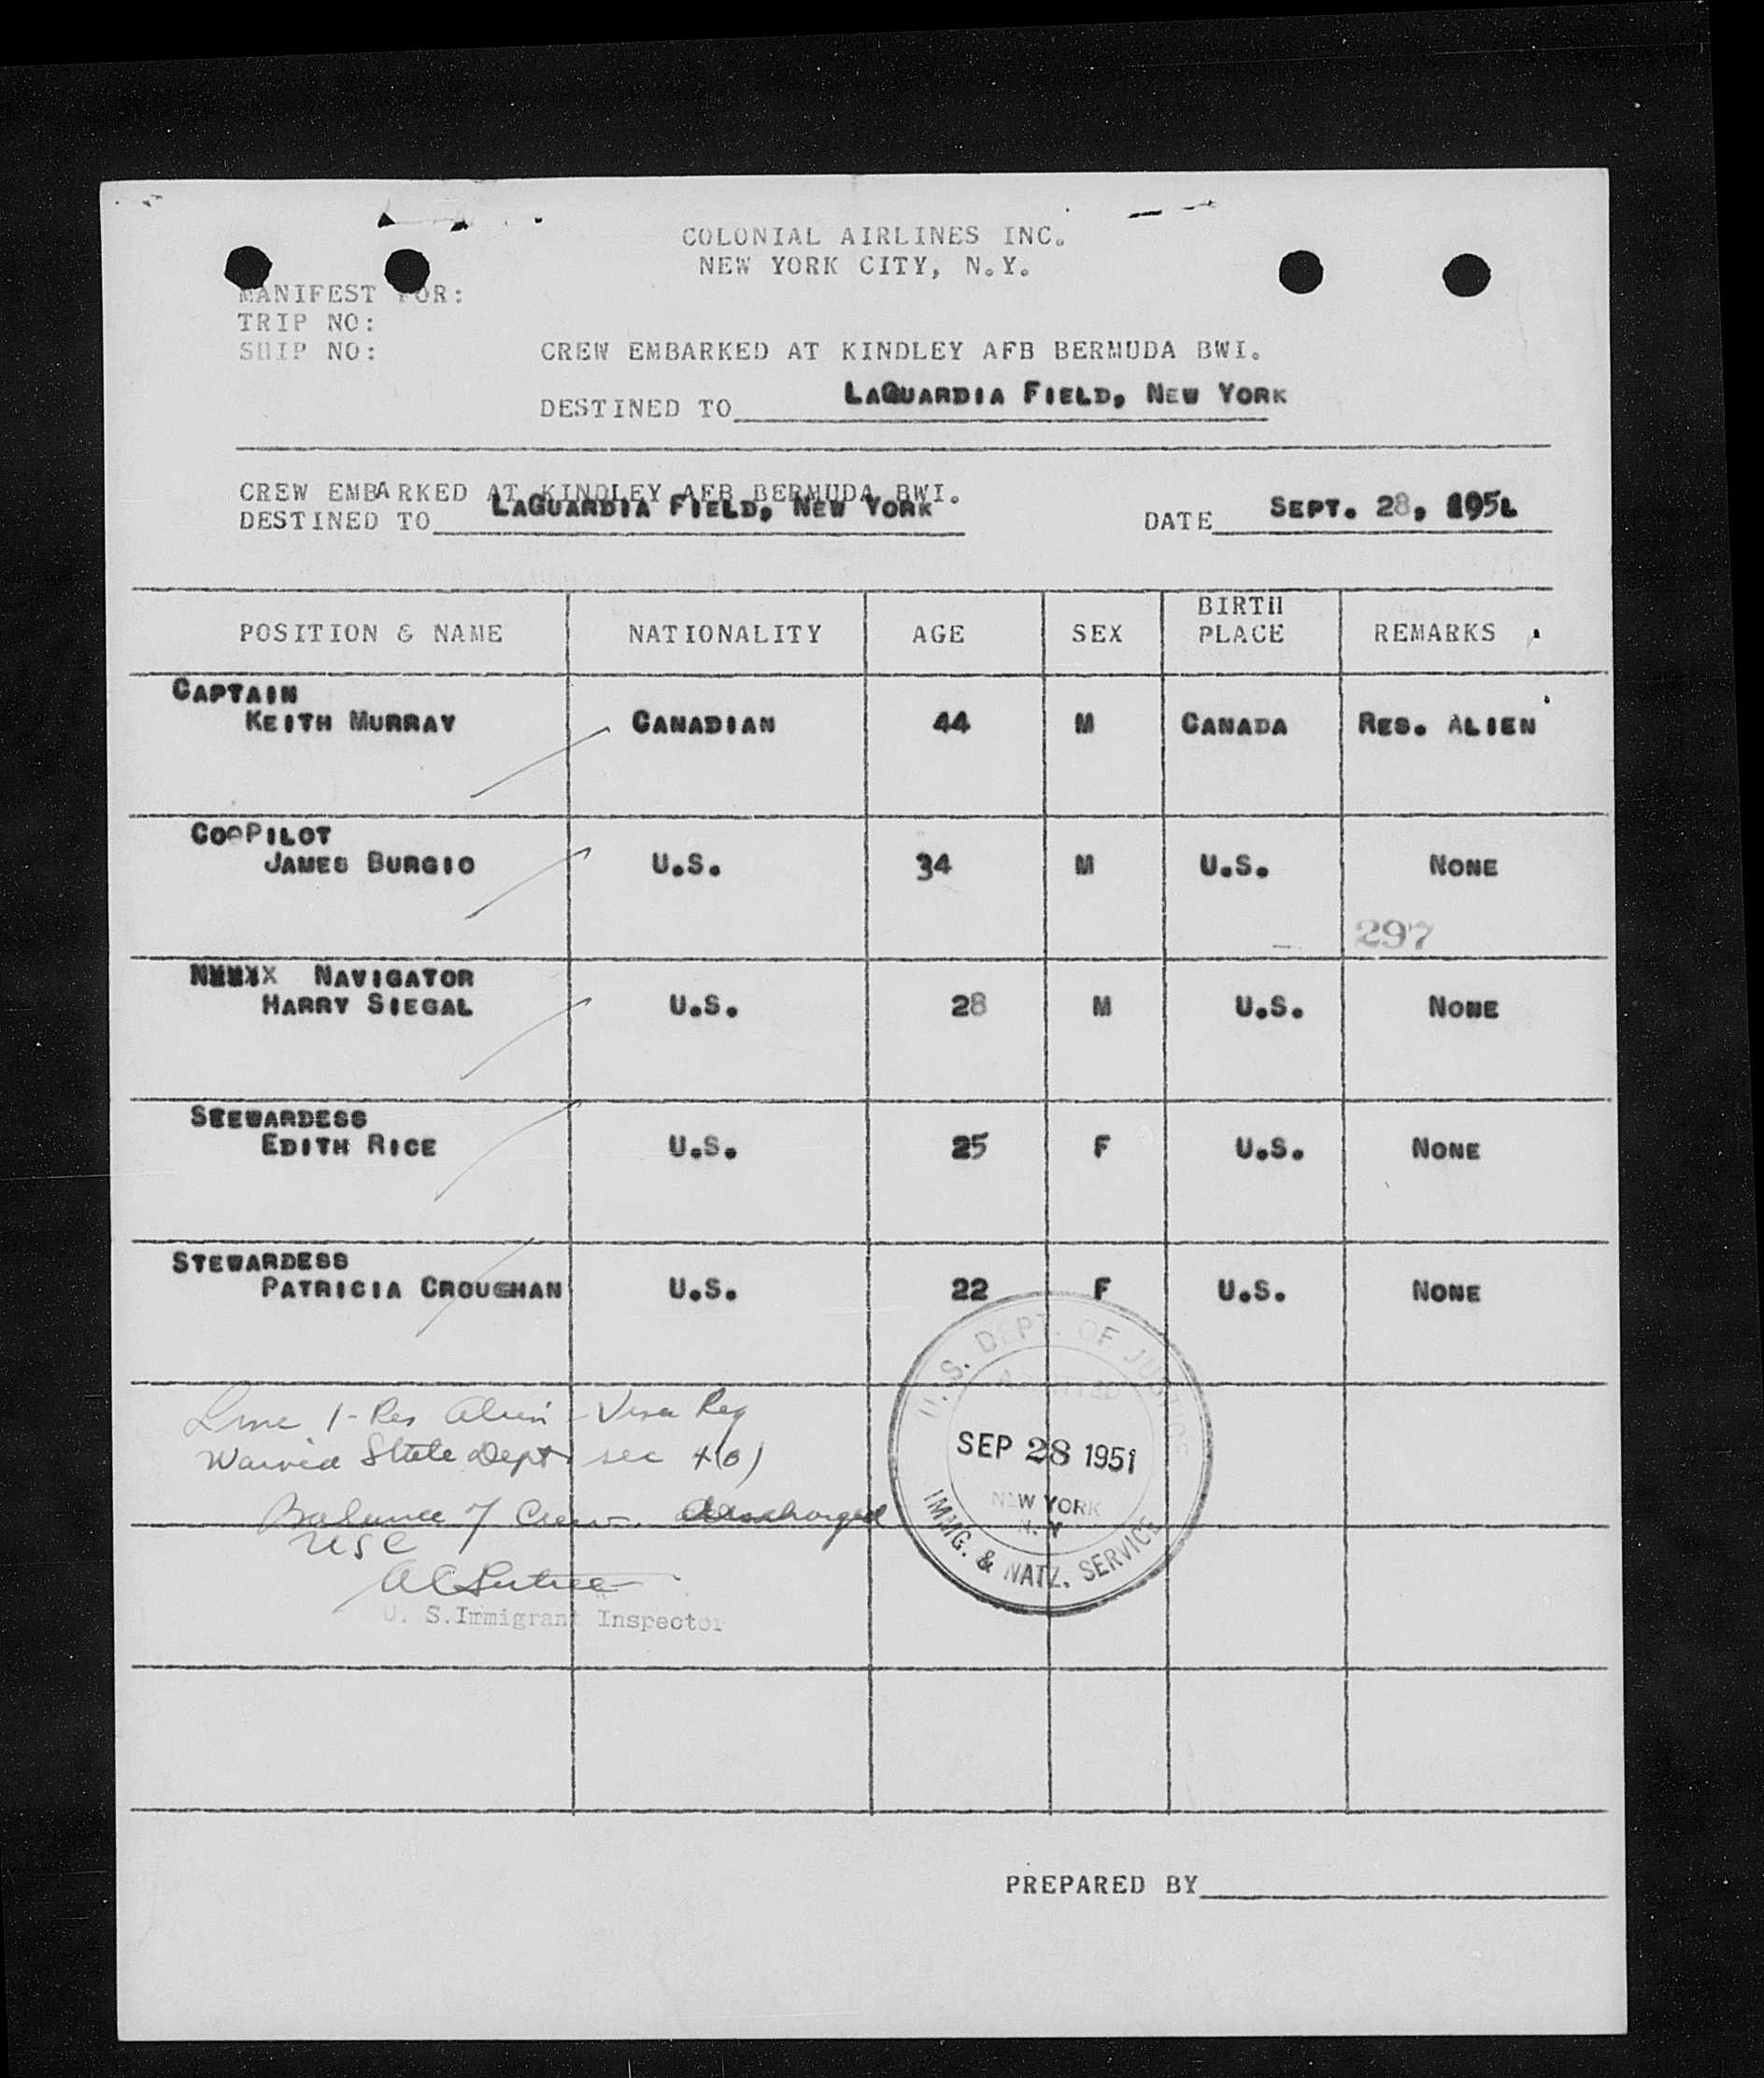 COLONIAL AIRLINES INC.
NEW YORK CITY, N.Y.
MANIFEST FOR:
TRIP NO:
SHIP NO:
CREW EMBARKED AT KINDLEY AFB BERMUDA BWI.
DESTINED TO LAGUARDIA FIELD, NEW YORK
CREW EMBARKED AT KINDLEY AFB BERMUDA BWI.
DESTINED TO LAGUARDIA FIELD, NEW YORK DATE SEPT. 28, 1951
POSITION & NAME NATIONALITY AGE SEX BIRTH PLACE REMARKS
CAPTAIN
KEITH MURRAY CANADIAN 44 M CANADA RES. ALIEN
CO-PILOT
JAMES BURGIO U.S. 34 M U.S. NONE
297
NAVIGATOR
HARRY SIEGAL U.S. 28 M U.S. NONE
STEWARDESS
EDITH RICE U.S. 25 F U.S. NONE
STEWARDESS
PATRICIA CROUGHAN U.S. 22 F U.S. NONE
Line 1 - Res Alien - Visa Reg
Waived State Dept sec 4(b)
Balance of Crew discharged
USC
U. S. Immigrant Inspector
U.S. DEPT. OF JUSTICE
ADMITTED
SEP 28 1951
NEW YORK
N. Y.
IMMIG. & NATZ. SERVICE
PREPARED BY